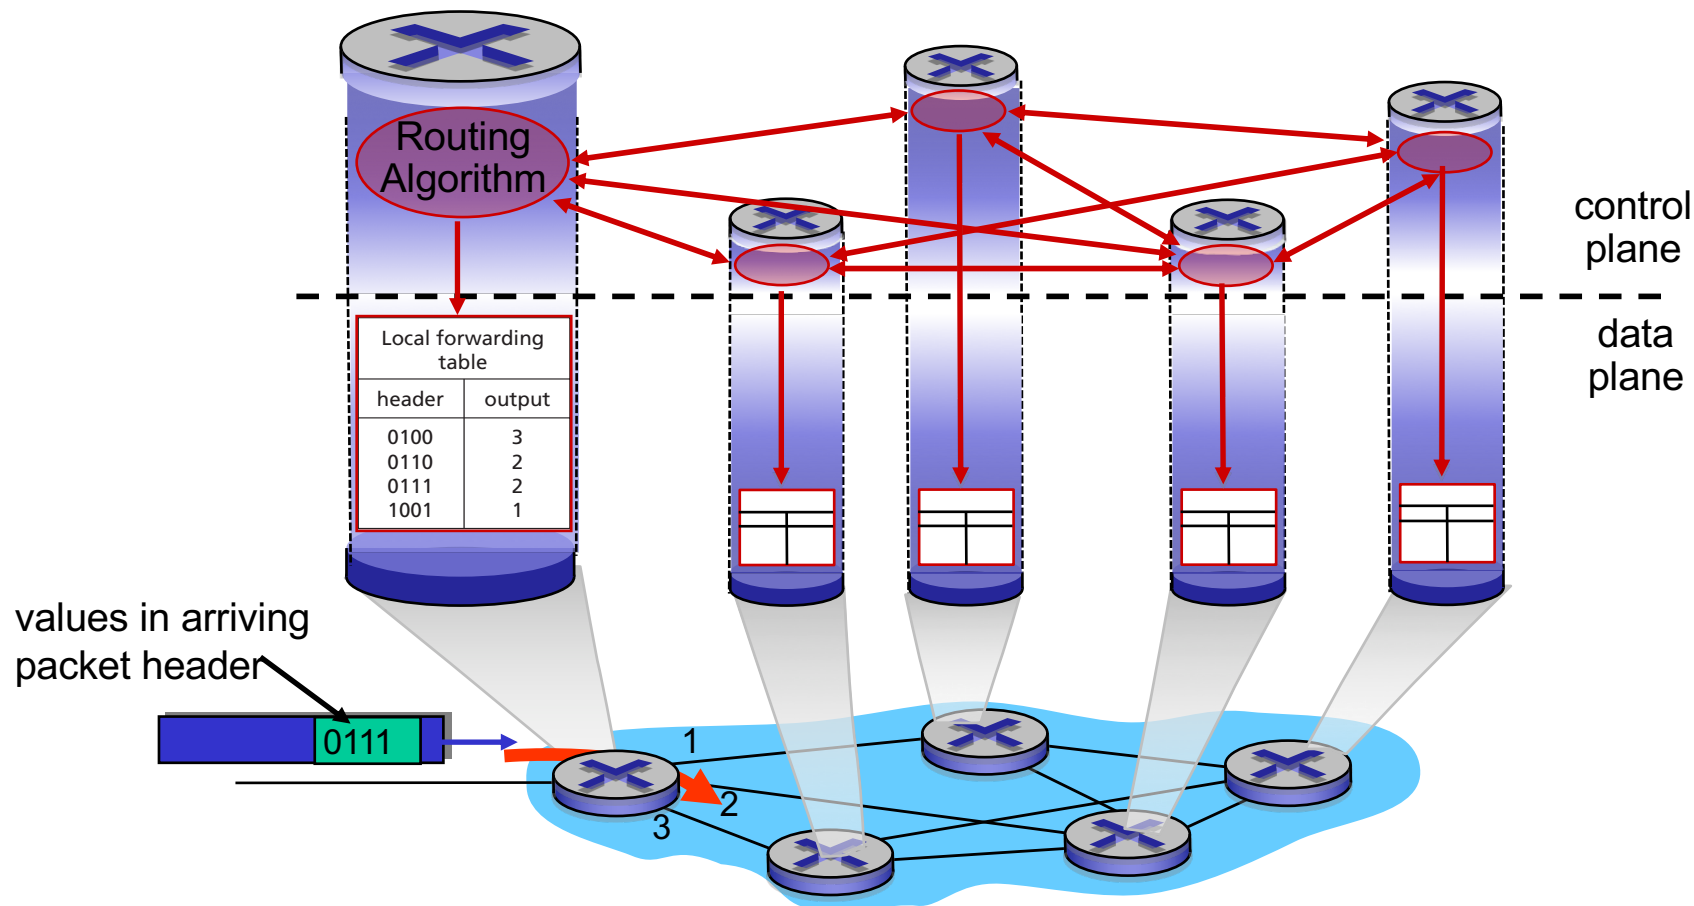 Routing
Algorithm
control
plane
data
plane
Local forwarding
table
header output
0100 3
0110 2
0111 2
1001 1
values in arriving
packet header
0111
1
2
3